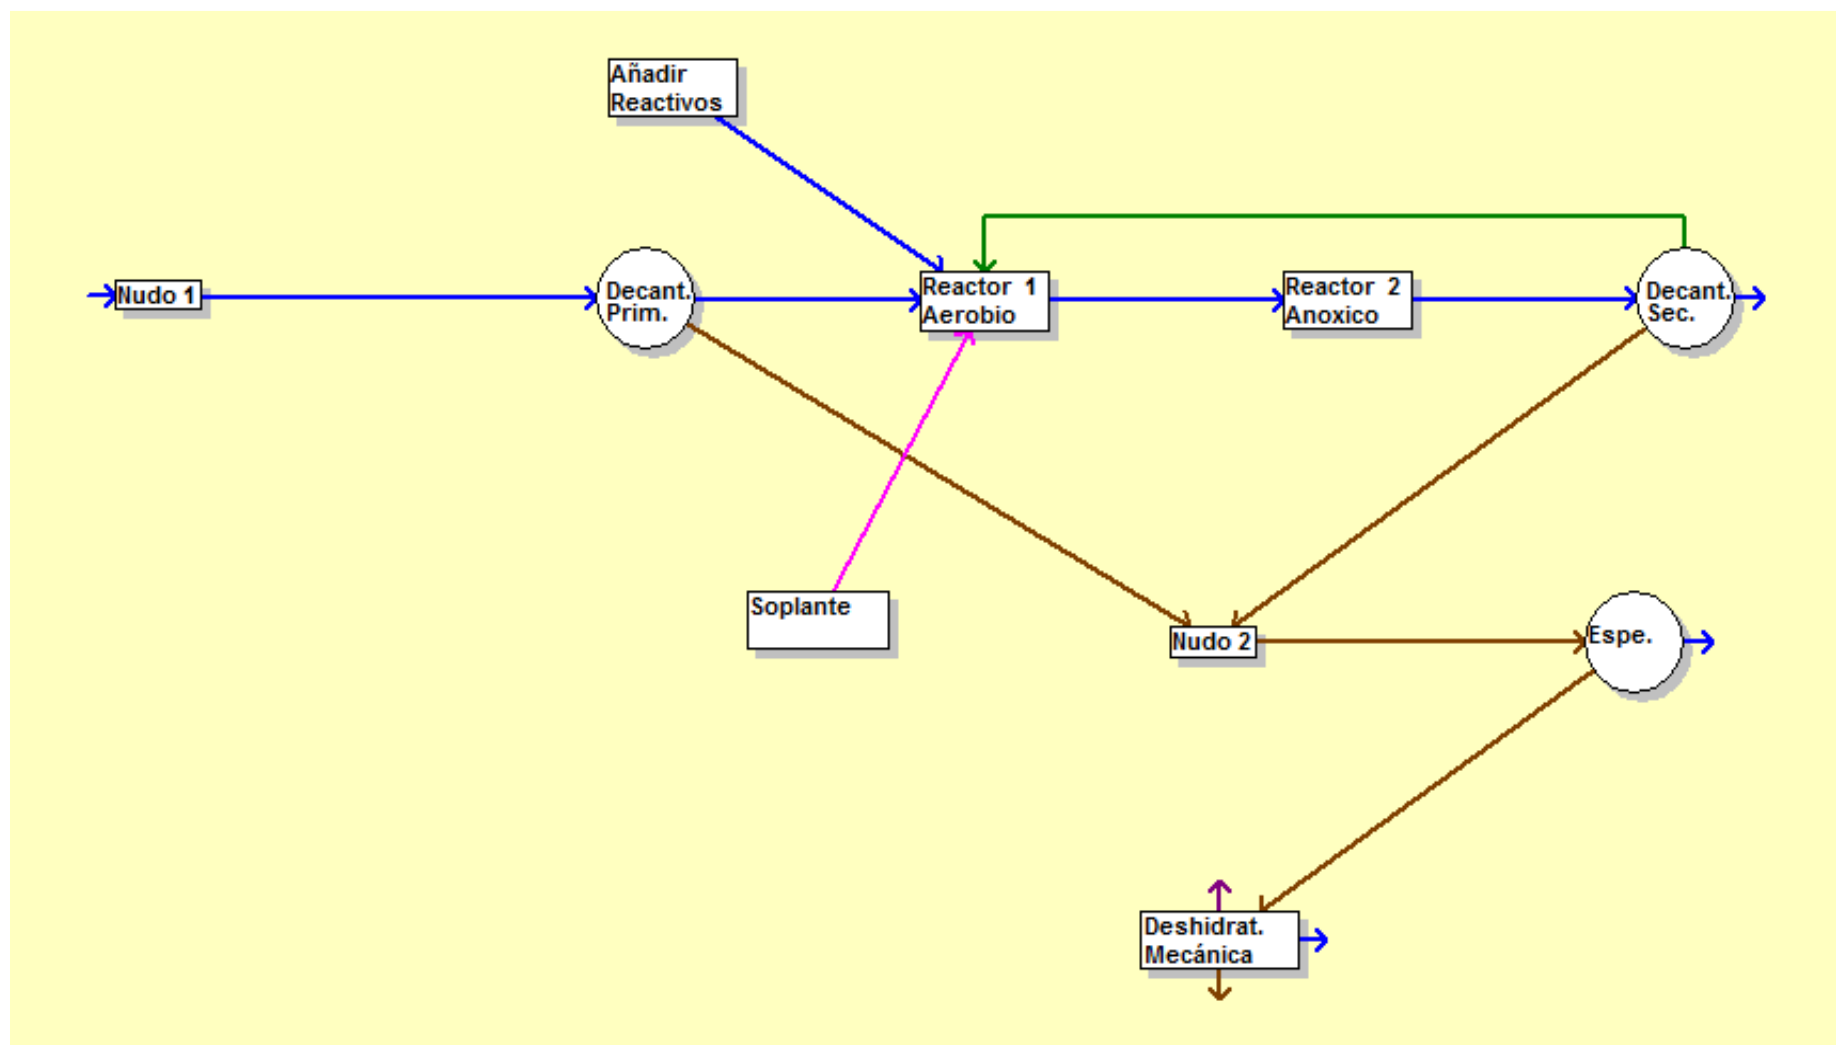 Añadir
Reactivos
Nudo 1
Decant.
Prim.
Reactor 1
Aerobio
Reactor 2
Anoxico
Decant.
Sec.
Soplante
Nudo 2
Espe.
Deshidrat.
Mecánica